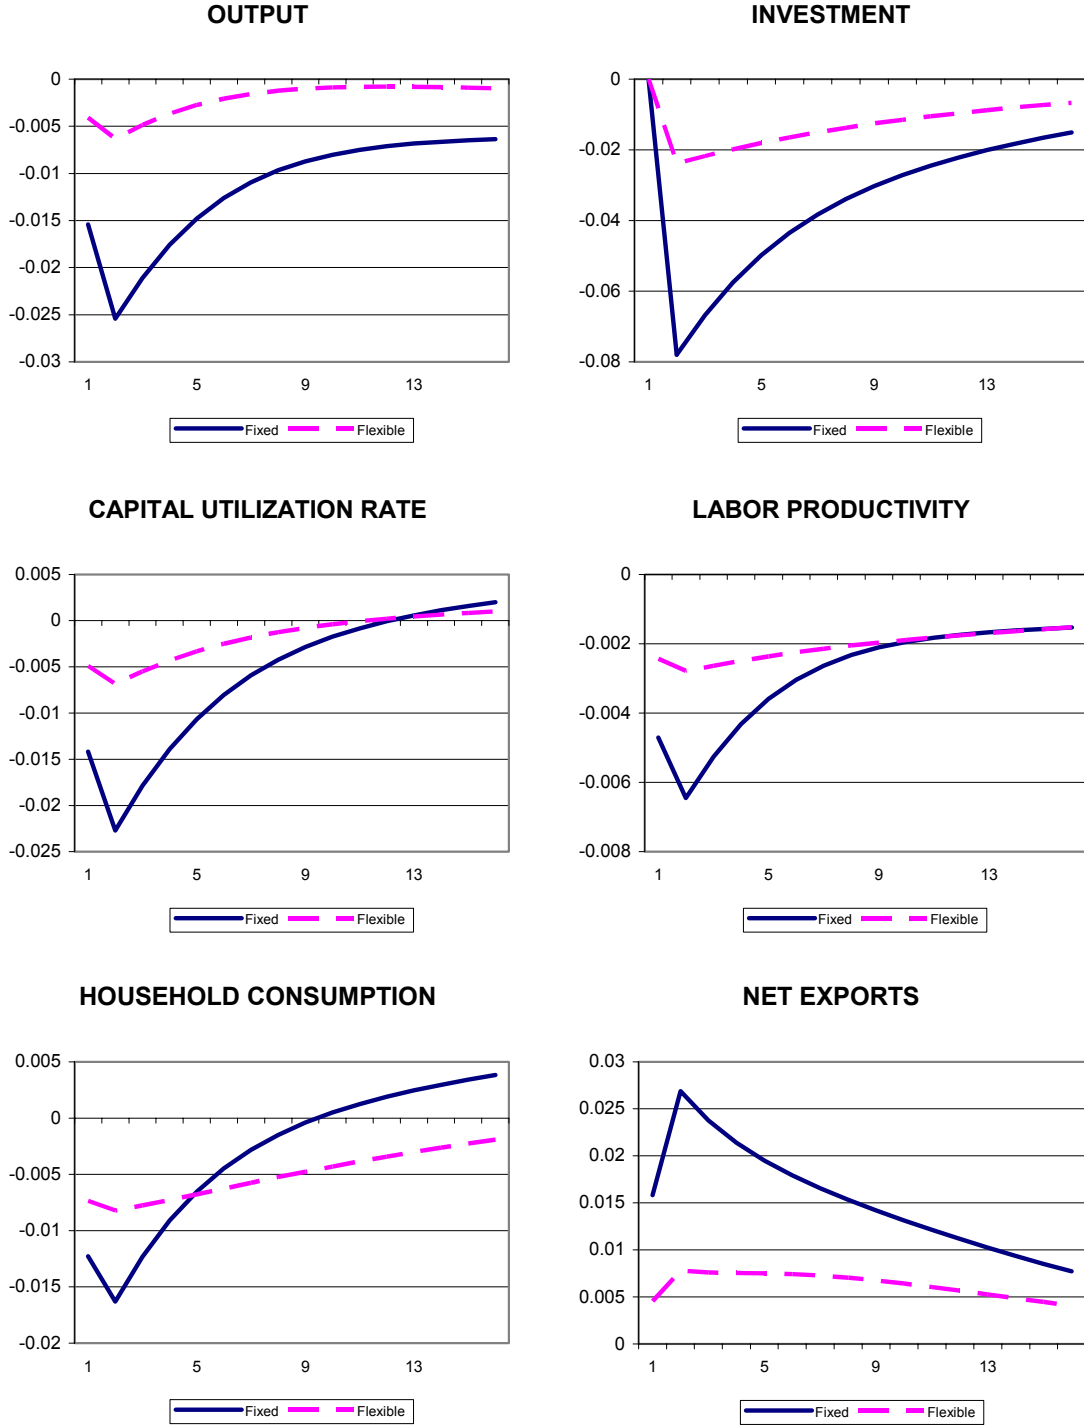 OUTPUT
0
-0.005
-0.01
-0.015
-0.02
-0.025
-0.03
1 5 9 13
Fixed Flexible
INVESTMENT
0
-0.02
-0.04
-0.06
-0.08
1 5 9 13
Fixed Flexible
CAPITAL UTILIZATION RATE
0.005
0
-0.005
-0.01
-0.015
-0.02
-0.025
1 5 9 13
Fixed Flexible
LABOR PRODUCTIVITY
0
-0.002
-0.004
-0.006
-0.008
1 5 9 13
Fixed Flexible
HOUSEHOLD CONSUMPTION
0.005
0
-0.005
-0.01
-0.015
-0.02
1 5 9 13
Fixed Flexible
NET EXPORTS
0.03
0.025
0.02
0.015
0.01
0.005
0
1 5 9 13
Fixed Flexible